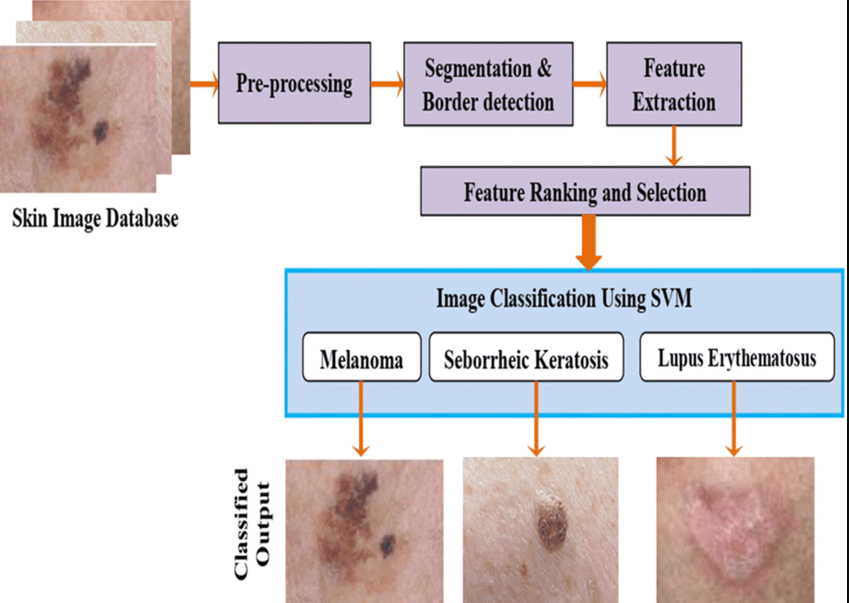 Pre-processing
Segmentation &
Border detection
Feature
Extraction
Skin Image Database
Feature Ranking and Selection
Image Classification Using SVM
Melanoma
Seborrheic Keratosis
Lupus Erythematosus
Classified
Output